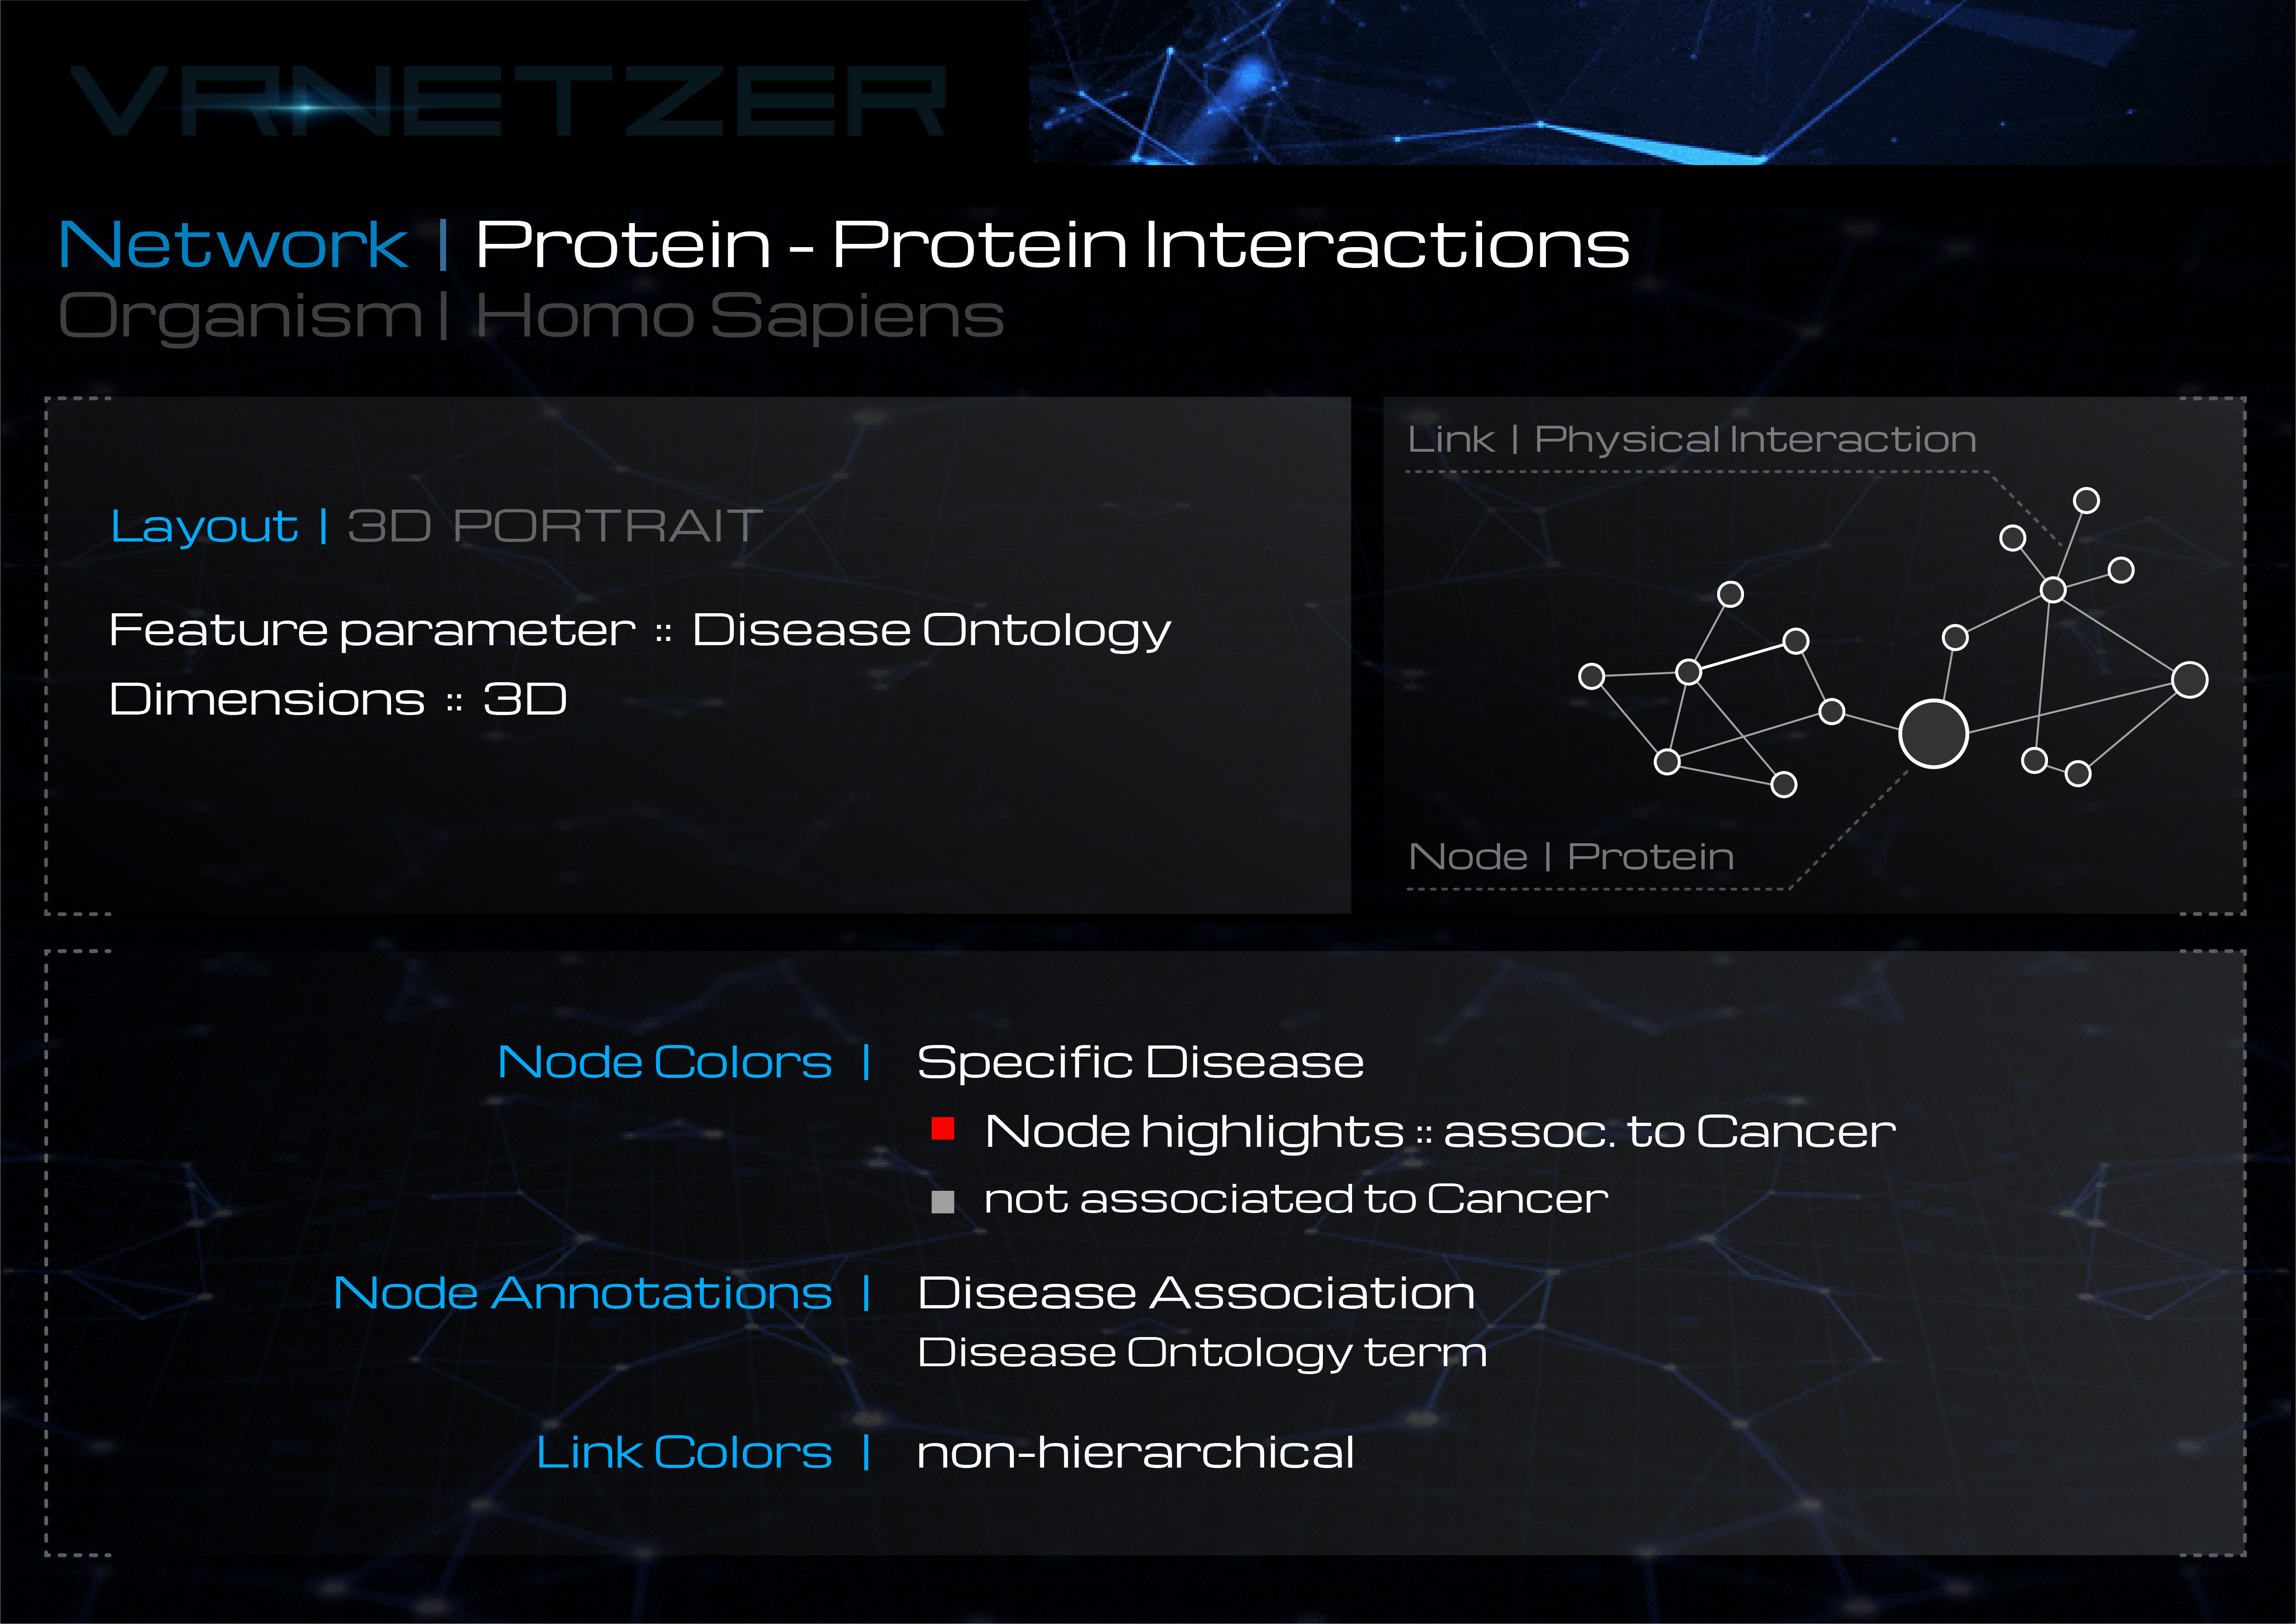 VRNETZER
Network | Protein - Protein Interactions
Organism | Homo Sapiens
Layout | 3D PORTRAIT
Feature parameter :: Disease Ontology
Dimensions :: 3D
Link | Physical Interaction
Node | Protein
Node Colors | Specific Disease
Node highlights :: assoc. to Cancer
not associated to Cancer
Node Annotations | Disease Association
Disease Ontology term
Link Colors | non-hierarchical